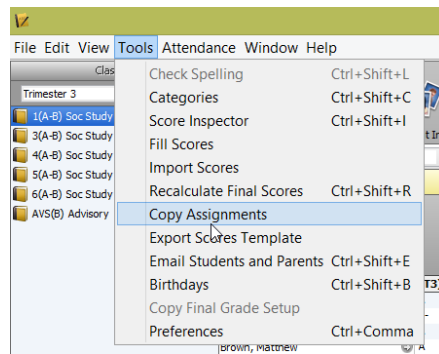 File Edit View Tools Attendance Window Help
Clas
Trimester 3
1(A-B) Soc Study
3(A-B) Soc Study
4(A-B) Soc Study
5(A-B) Soc Study
6(A-B) Soc Study
AVS(B) Advisory
Check Spelling Ctrl+Shift+L
Categories Ctrl+Shift+C
Score Inspector Ctrl+Shift+I
Fill Scores
Import Scores
Recalculate Final Scores Ctrl+Shift+R
Copy Assignments
Export Scores Template
Email Students and Parents Ctrl+Shift+E
Birthdays Ctrl+Shift+B
Copy Final Grade Setup
Preferences Ctrl+Comma
t In
T3)
Brown, Matthew A